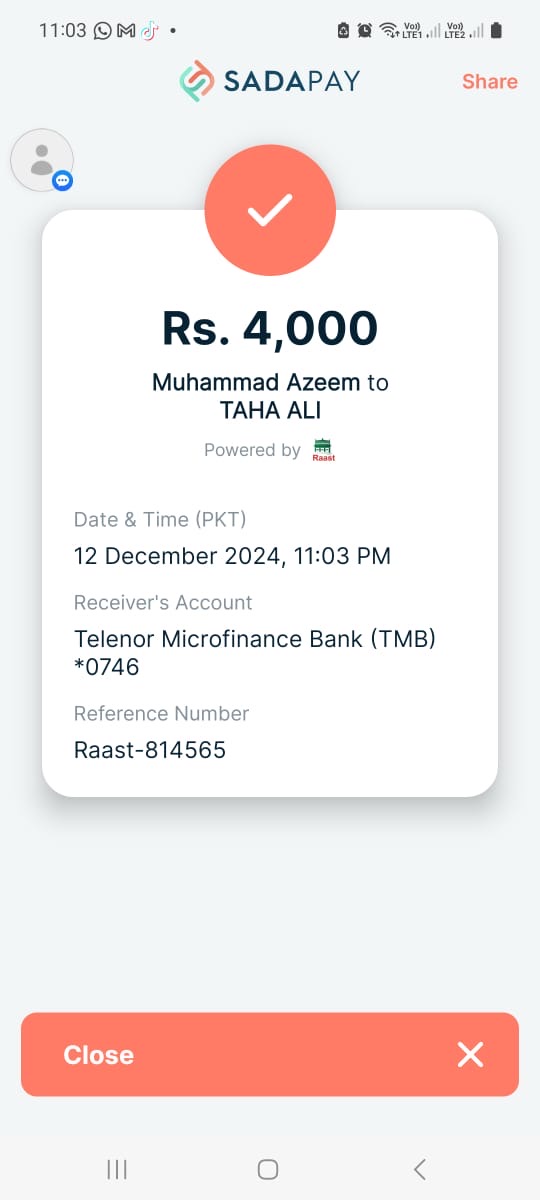 11:03
Vo)) LTE1 Vo)) LTE2
SADAPAY
Share
Rs. 4,000
Muhammad Azeem to
TAHA ALI
Powered by Raast
Date & Time (PKT)
12 December 2024, 11:03 PM
Receiver's Account
Telenor Microfinance Bank (TMB)
*0746
Reference Number
Raast-814565
Close